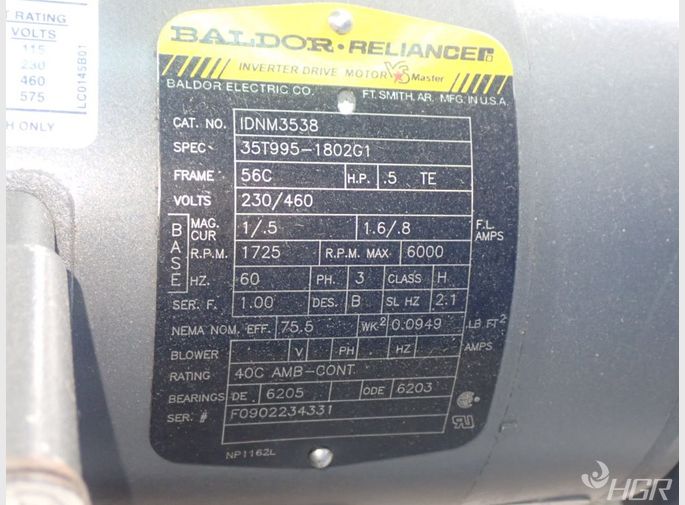 T RATING
VOLTS
115
230
460
575
LC0145B01
H ONLY
BALDOR · RELIANCER
INVERTER DRIVE MOTOR VS Master
BALDOR ELECTRIC CO. FT. SMITH, AR. MFG. IN U.S.A.
CAT. NO. IDNM3538
SPEC 35T995-1802G1
FRAME 56C H.P. .5 TE
VOLTS 230/460
BASE
MAG. CUR 1/.5 1.6/.8 F.L. AMPS
R.P.M. 1725 R.P.M. MAX 6000
HZ. 60 PH. 3 CLASS H
SER. F. 1.00 DES. B SL HZ 2.1
NEMA NOM. EFF. 75.5 WK2 0.0949 LB FT2
BLOWER V PH HZ AMPS
RATING 40C AMB-CONT
BEARINGS DE 6205 ODE 6203
SER. # F0902234331
NP1162L
HGR